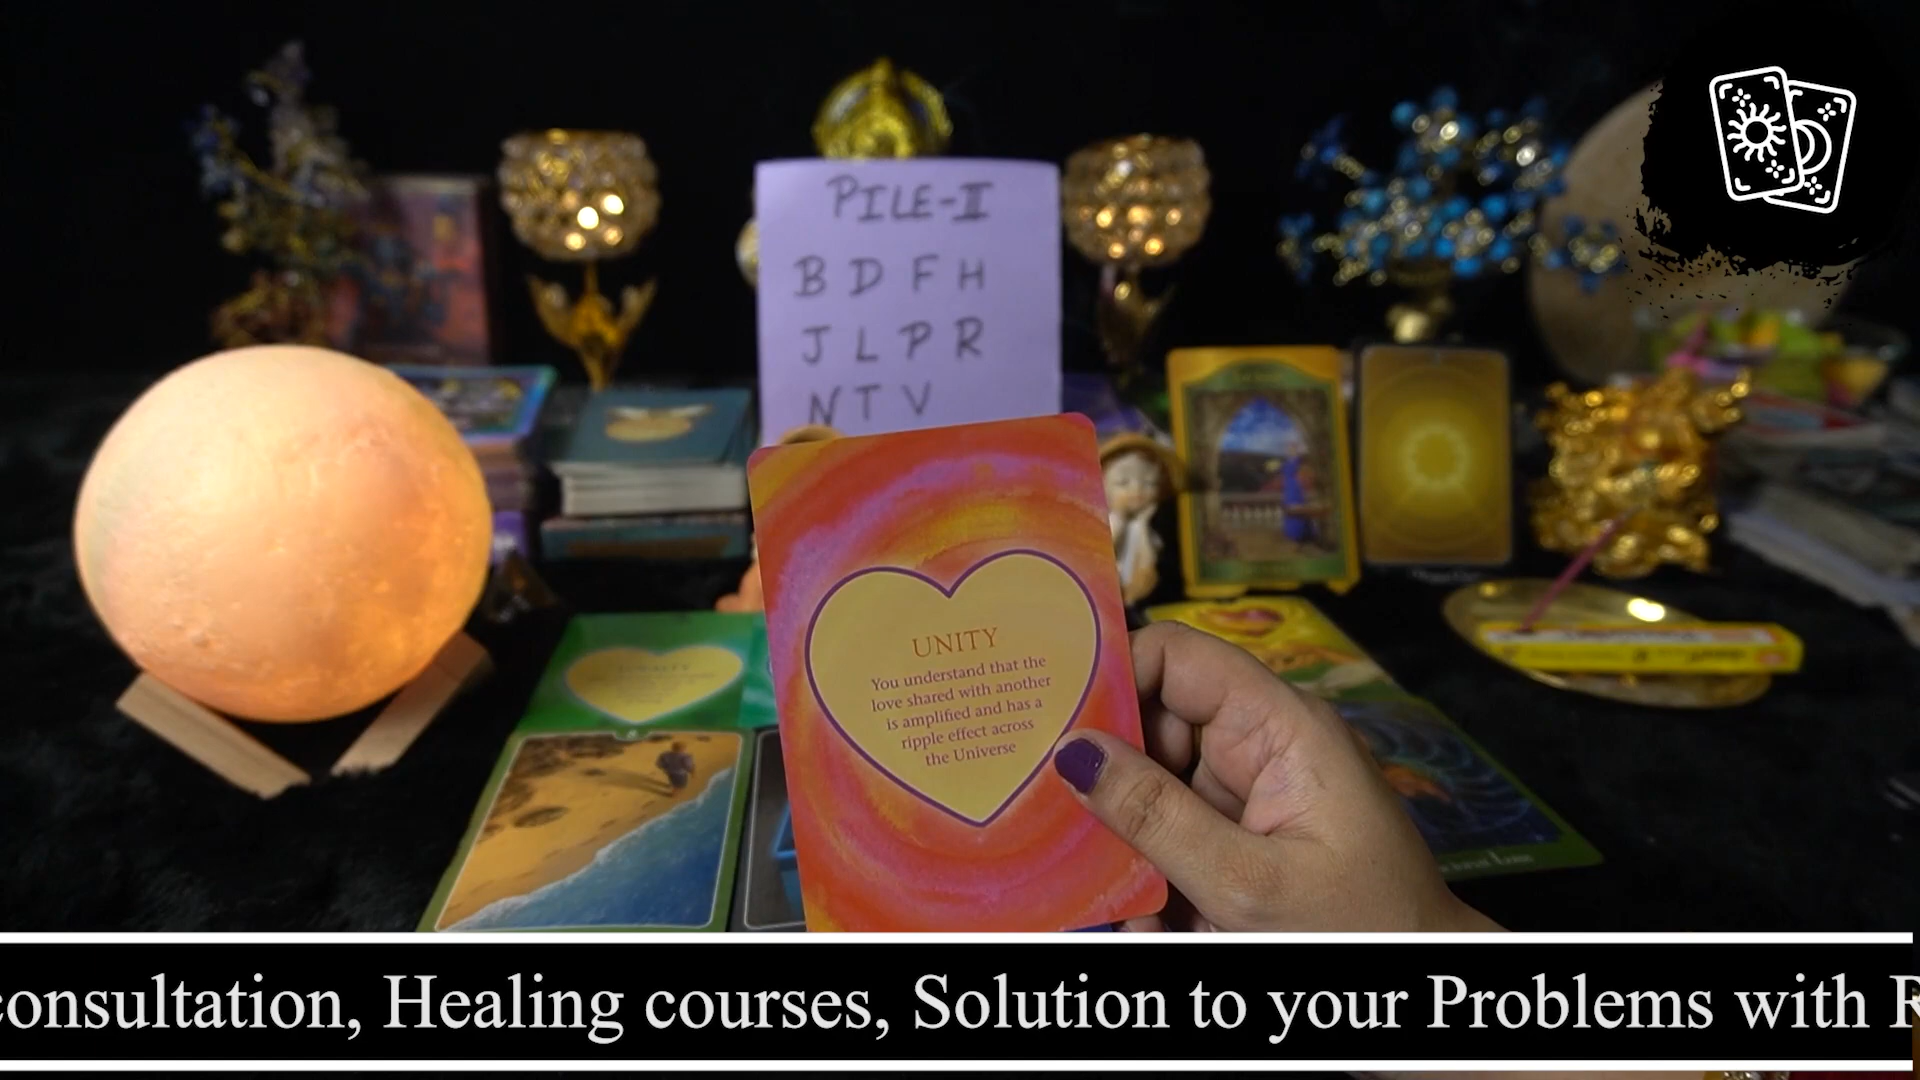 PILE-II
B D F H
J L P R
N T V
UNITY
You understand that the
love shared with another
is amplified and has a
ripple effect across
the Universe
8
consultation, Healing courses, Solution to your Problems with R